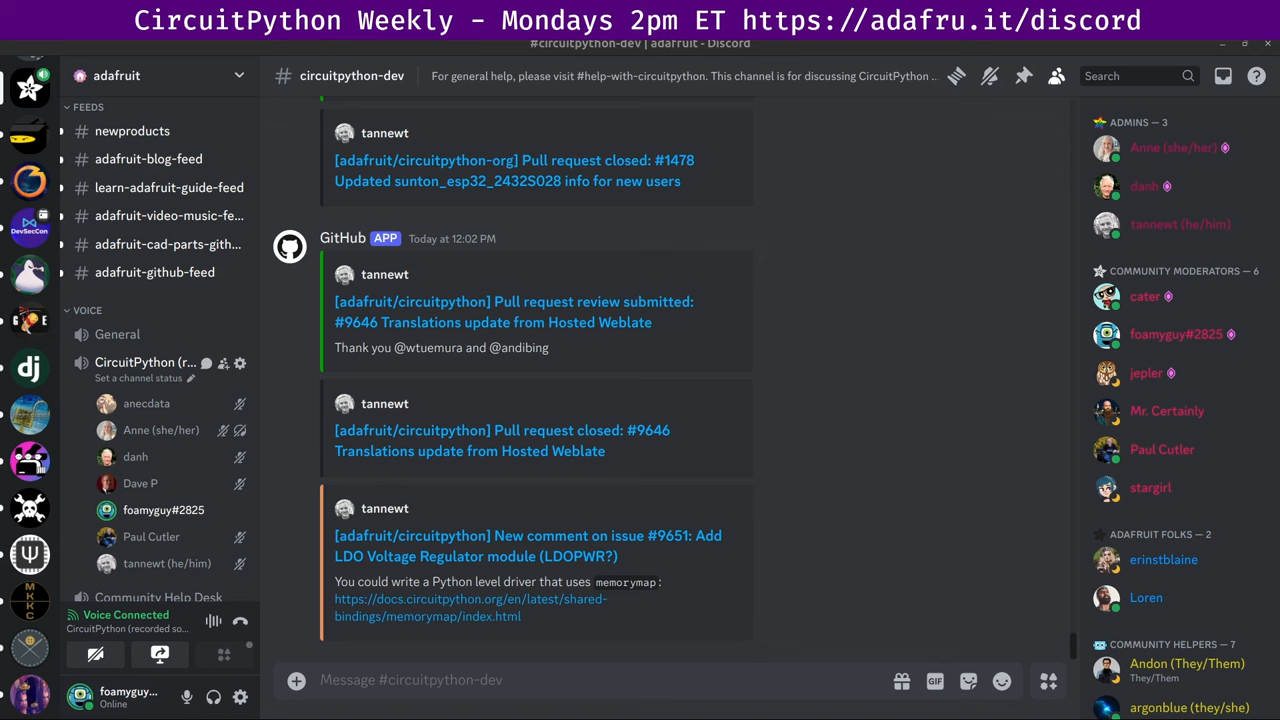 CircuitPython Weekly - Mondays 2pm ET https://adafru.it/discord
#circuitpython-dev | adafruit - Discord
adafruit
FEEDS
newproducts
adafruit-blog-feed
learn-adafruit-guide-feed
adafruit-video-music-fe...
adafruit-cad-parts-gith...
adafruit-github-feed
VOICE
General
CircuitPython (r...
Set a channel status
anecdata
Anne (she/her)
danh
Dave P
foamyguy#2825
Paul Cutler
tannewt (he/him)
Community Help Desk
Voice Connected
CircuitPython (recorded so...
foamyguy...
Online
# circuitpython-dev
For general help, please visit #help-with-circuitpython. This channel is for discussing CircuitPython ...
Search
tannewt
[adafruit/circuitpython-org] Pull request closed: #1478
Updated sunton_esp32_2432S028 info for new users
GitHub APP Today at 12:02 PM
tannewt
[adafruit/circuitpython] Pull request review submitted:
#9646 Translations update from Hosted Weblate
Thank you @wtuemura and @andibing
tannewt
[adafruit/circuitpython] Pull request closed: #9646
Translations update from Hosted Weblate
tannewt
[adafruit/circuitpython] New comment on issue #9651: Add
LDO Voltage Regulator module (LDOPWR?)
You could write a Python level driver that uses memorymap:
https://docs.circuitpython.org/en/latest/shared-
bindings/memorymap/index.html
Message #circuitpython-dev
GIF
ADMINS — 3
Anne (she/her)
danh
tannewt (he/him)
COMMUNITY MODERATORS — 6
cater
foamyguy#2825
jepler
Mr. Certainly
Paul Cutler
stargirl
ADAFRUIT FOLKS — 2
erinstblaine
Loren
COMMUNITY HELPERS — 7
Andon (They/Them)
They/Them
argonblue (they/she)